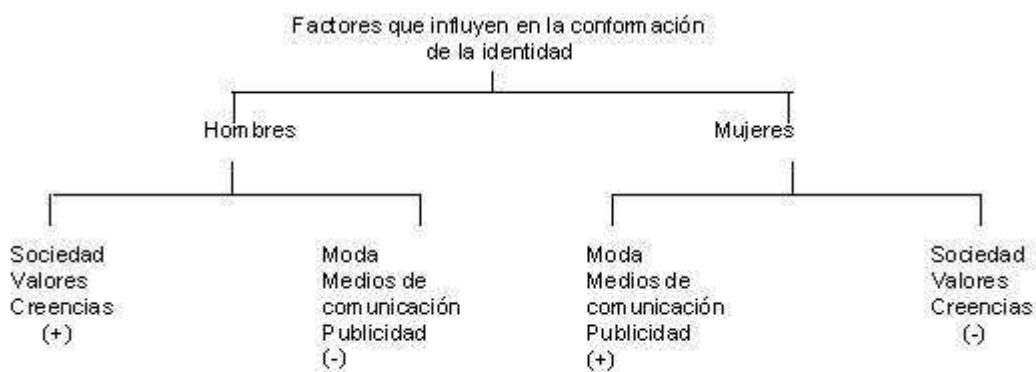 Factores que influyen en la conformación
de la identidad
Hombres
Mujeres
Sociedad
Valores
Creencias
(+)
Moda
Medios de
comunicación
Publicidad
(-)
Moda
Medios de
comunicación
Publicidad
(+)
Sociedad
Valores
Creencias
(-)